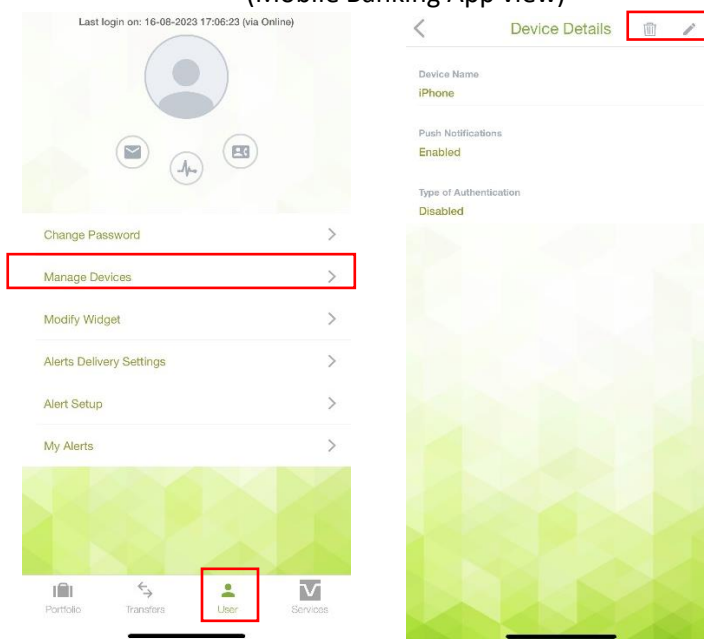 (Mobile Banking App view)
Last login on: 16-08-2023 17:06:23 (via Online)
Change Password
Manage Devices
Modify Widget
Alerts Delivery Settings
Alert Setup
My Alerts
Portfolio
Transfers
User
Services
Device Details
Device Name
iPhone
Push Notifications
Enabled
Type of Authentication
Disabled